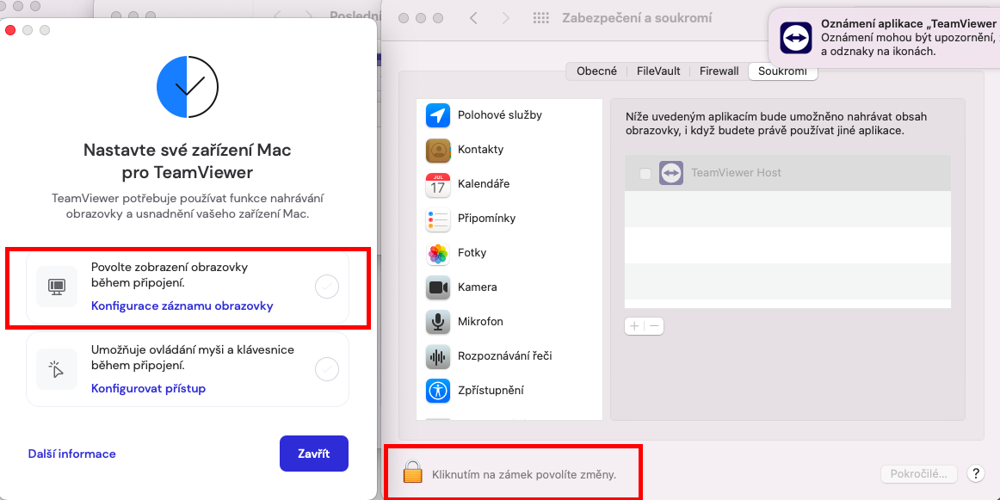 Poslední
Zabezpečení a soukromí
Oznámení aplikace „TeamViewer
Oznámení mohou být upozornění,
a odznaky na ikonách.
Nastavte své zařízení Mac
pro TeamViewer
TeamViewer potřebuje používat funkce nahrávání
obrazovky a usnadnění vašeho zařízení Mac.
Povolte zobrazení obrazovky
během připojení.
Konfigurace záznamu obrazovky
Umožňuje ovládání myši a klávesnice
během připojení.
Konfigurovat přístup
Další informace
Zavřít
Obecné
FileVault
Firewall
Soukromí
Polohové služby
Kontakty
JUL
17
Kalendáře
Připomínky
Fotky
Kamera
Mikrofon
Rozpoznávání řeči
Zpřístupnění
Níže uvedeným aplikacím bude umožněno nahrávat obsah
obrazovky, i když budete právě používat jiné aplikace.
TeamViewer Host
Kliknutím na zámek povolíte změny.
Pokročilé...
?